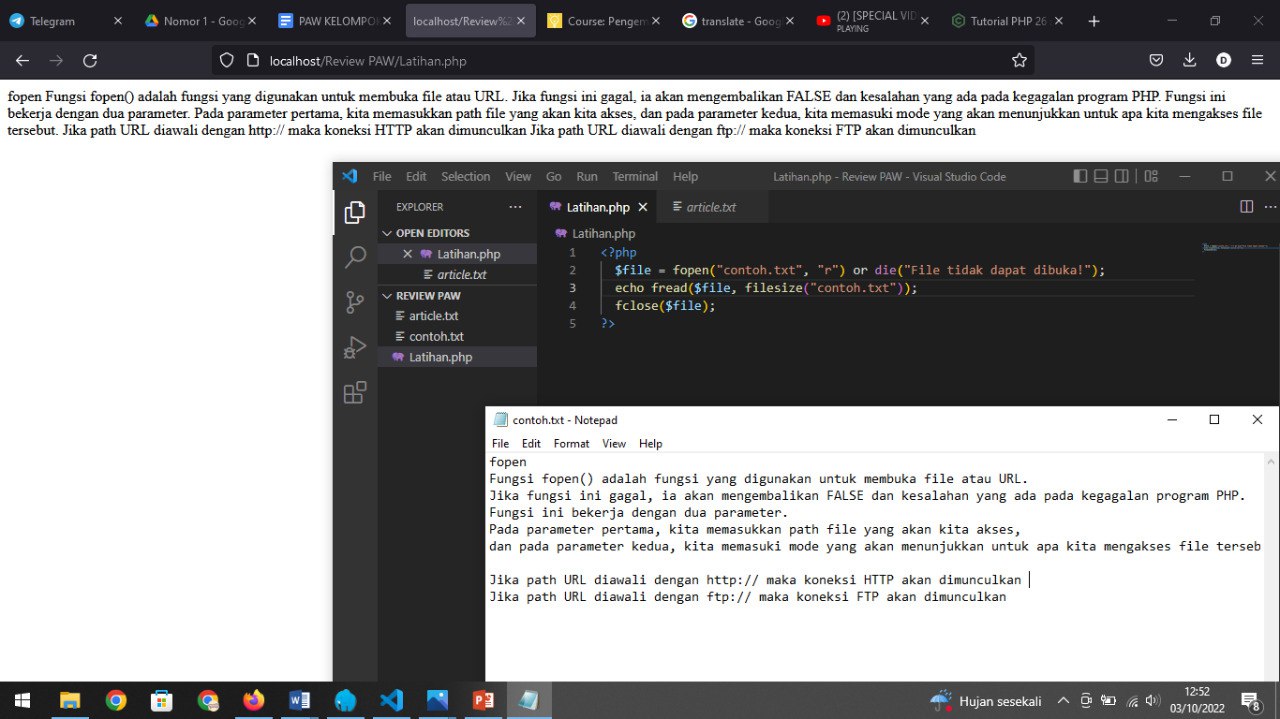 Telegram
Nomor 1 - Goog
PAW KELOMPO
localhost/Review%2
Course: Pengem
translate - Goog
(2) [SPECIAL VID
PLAYING
Tutorial PHP 26
localhost/Review PAW/Latihan.php
fopen Fungsi fopen() adalah fungsi yang digunakan untuk membuka file atau URL. Jika fungsi ini gagal, ia akan mengembalikan FALSE dan kesalahan yang ada pada kegagalan program PHP. Fungsi ini
bekerja dengan dua parameter. Pada parameter pertama, kita memasukkan path file yang akan kita akses, dan pada parameter kedua, kita memasuki mode yang akan menunjukkan untuk apa kita mengakses file
tersebut. Jika path URL diawali dengan http:// maka koneksi HTTP akan dimunculkan Jika path URL diawali dengan ftp:// maka koneksi FTP akan dimunculkan
File Edit Selection View Go Run Terminal Help
Latihan.php - Review PAW - Visual Studio Code
EXPLORER
OPEN EDITORS
Latihan.php
article.txt
REVIEW PAW
article.txt
contoh.txt
Latihan.php
Latihan.php
article.txt
Latihan.php
1 <?php
2 $file = fopen("contoh.txt", "r") or die("File tidak dapat dibuka!");
3 echo fread($file, filesize("contoh.txt"));
4 fclose($file);
5 ?>
contoh.txt - Notepad
File Edit Format View Help
fopen
Fungsi fopen() adalah fungsi yang digunakan untuk membuka file atau URL.
Jika fungsi ini gagal, ia akan mengembalikan FALSE dan kesalahan yang ada pada kegagalan program PHP.
Fungsi ini bekerja dengan dua parameter.
Pada parameter pertama, kita memasukkan path file yang akan kita akses,
dan pada parameter kedua, kita memasuki mode yang akan menunjukkan untuk apa kita mengakses file terseb
Jika path URL diawali dengan http:// maka koneksi HTTP akan dimunculkan
Jika path URL diawali dengan ftp:// maka koneksi FTP akan dimunculkan
Hujan sesekali
12:52
03/10/2022
8